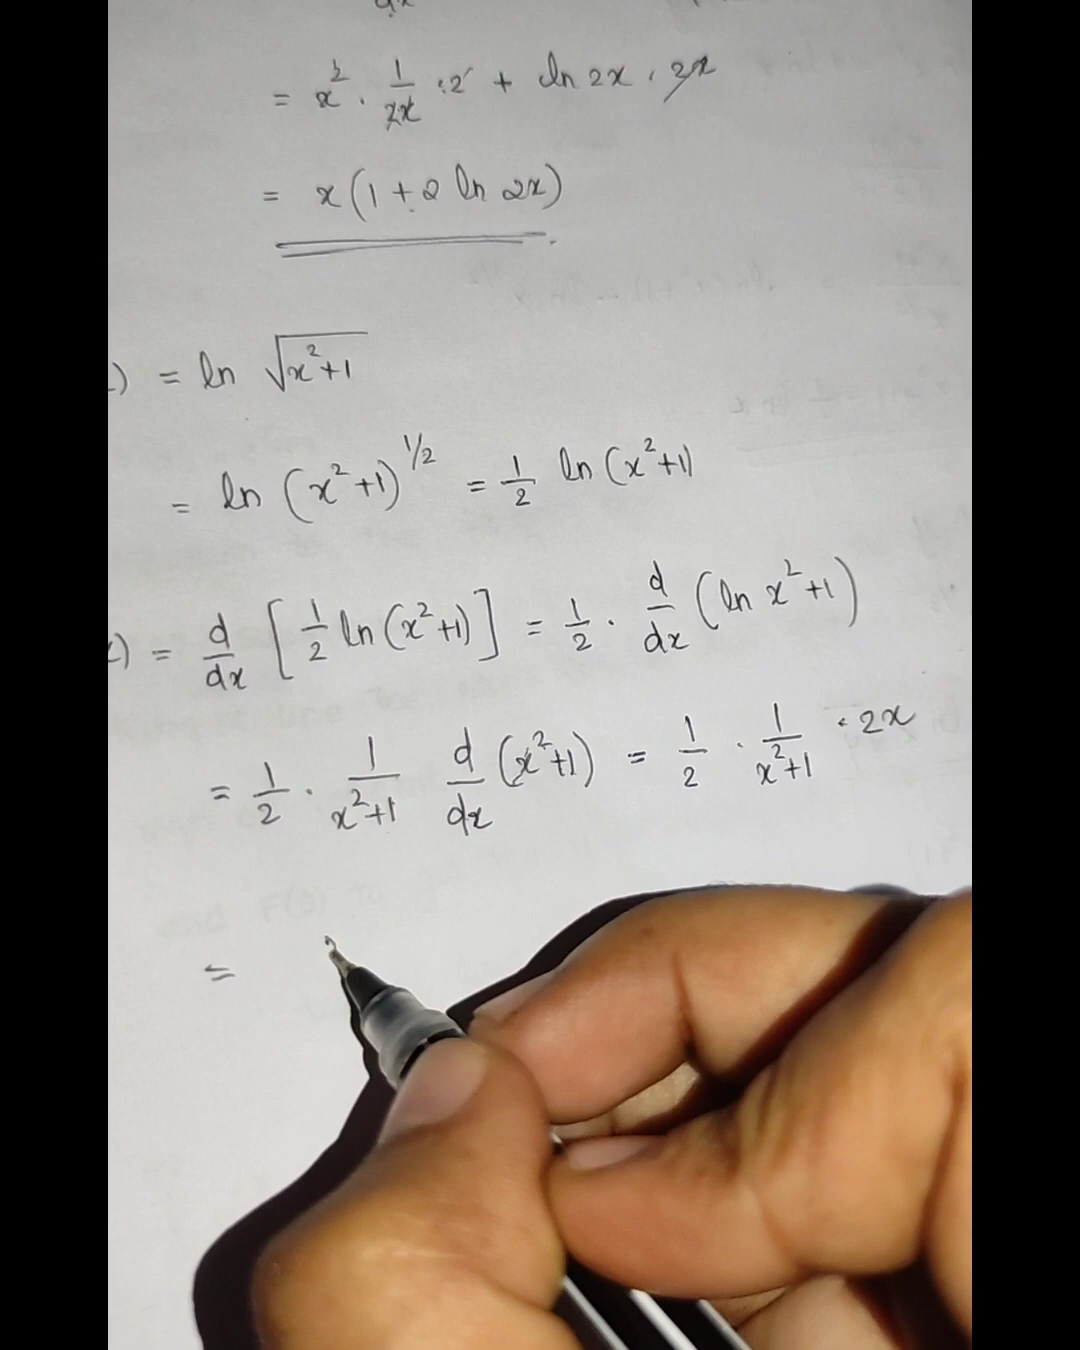 = x² · 1/2x · 2 + ln 2x · 2x
= x(1 + 2 ln 2x)
) = ln √(x²+1)
= ln (x²+1)^1/2 = 1/2 ln (x²+1)
) = d/dx [1/2 ln(x²+1)] = 1/2 · d/dx (ln x²+1)
= 1/2 · 1/x²+1 d/dx (x²+1) = 1/2 · 1/x²+1 · 2x
=